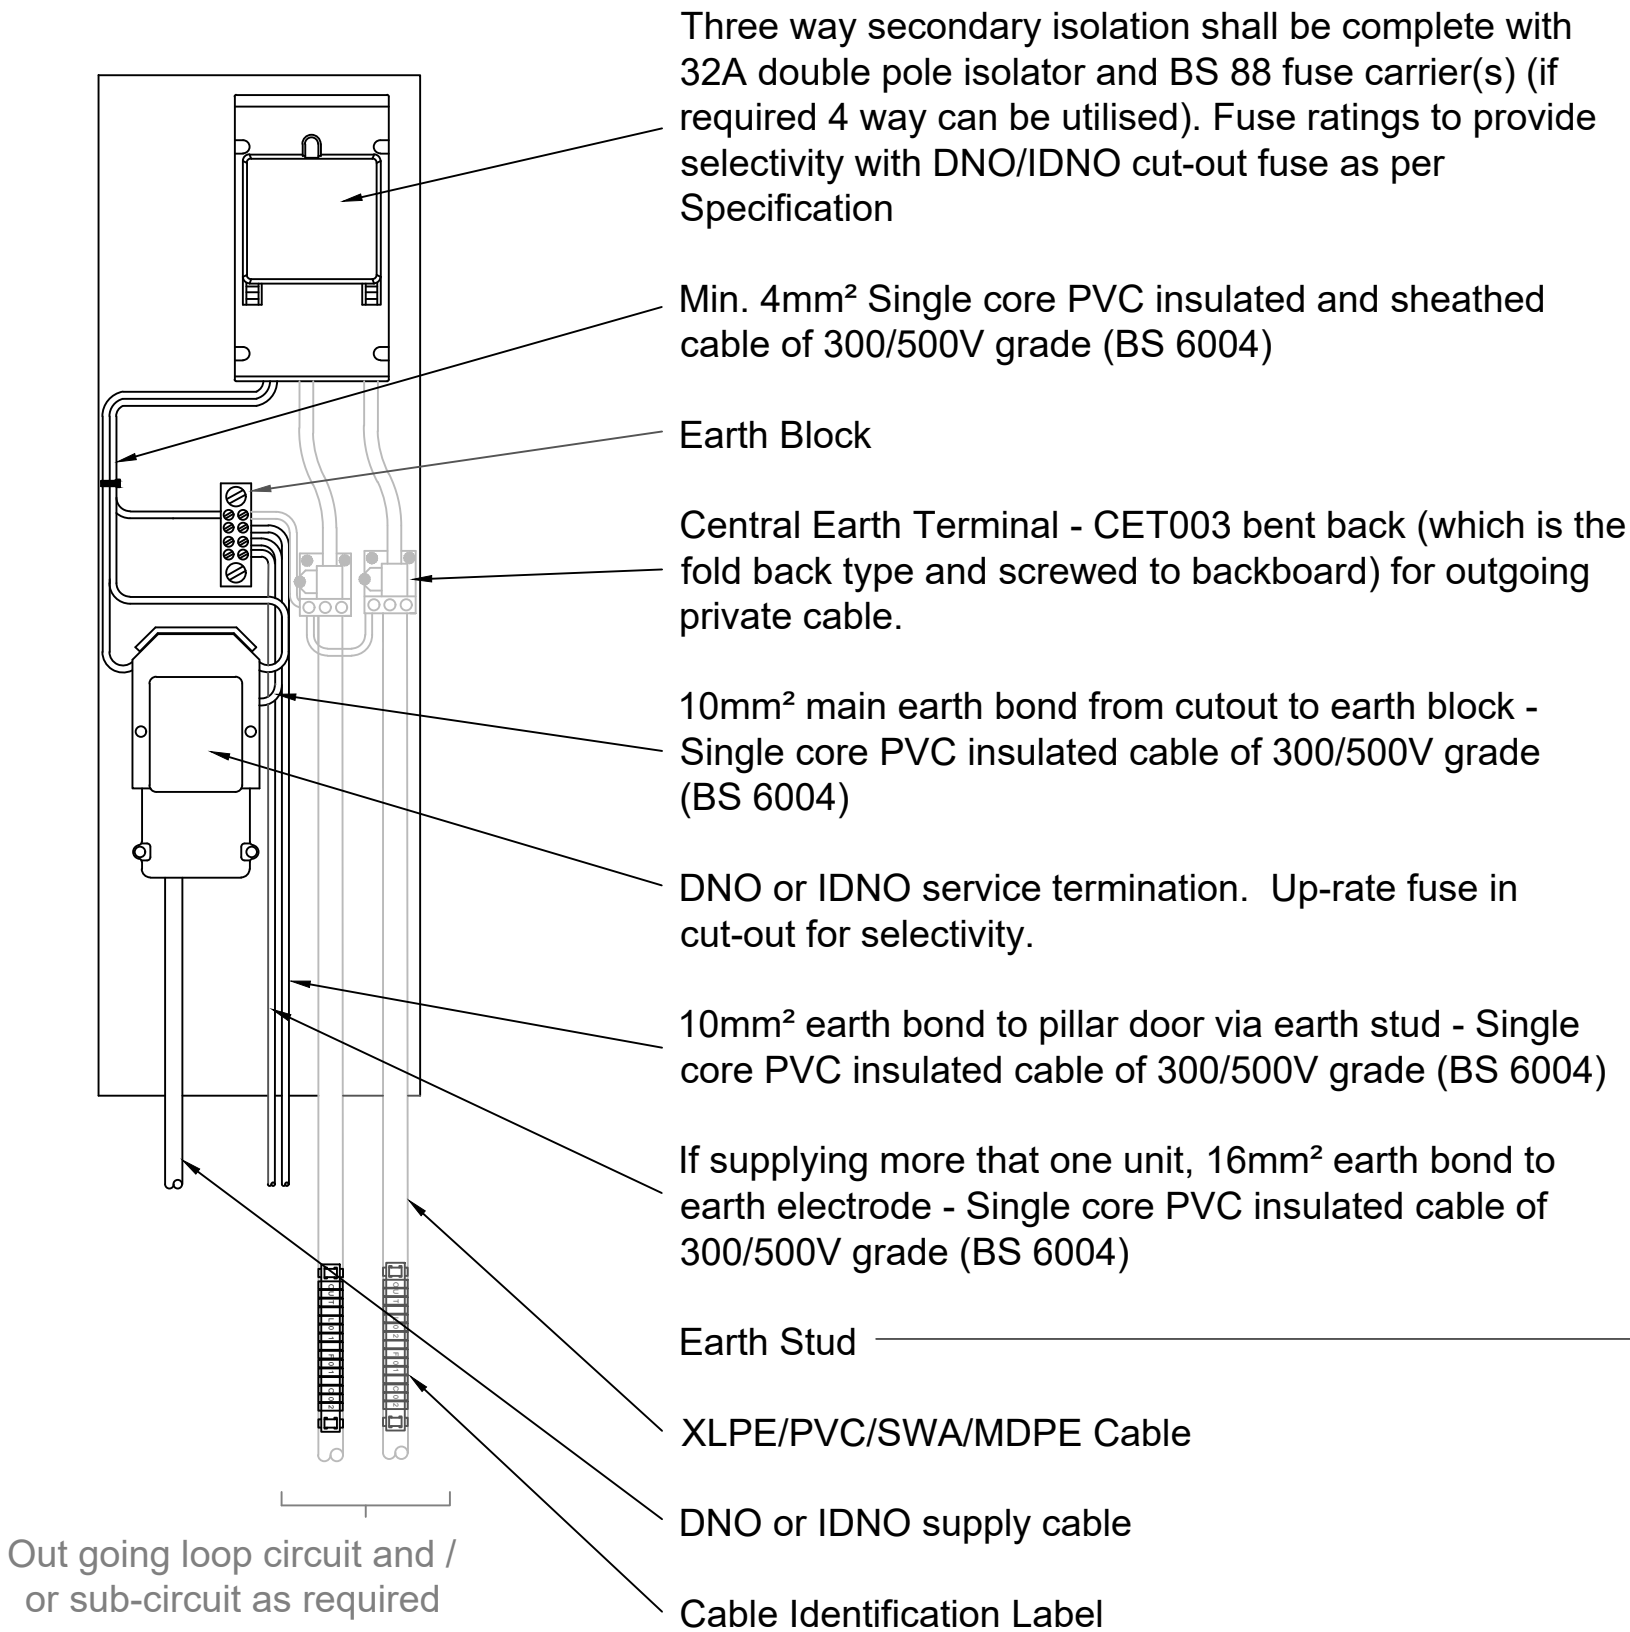 Three way secondary isolation shall be complete with
32A double pole isolator and BS 88 fuse carrier(s) (if
required 4 way can be utilised). Fuse ratings to provide
selectivity with DNO/IDNO cut-out fuse as per
Specification
Min. 4mm² Single core PVC insulated and sheathed
cable of 300/500V grade (BS 6004)
Earth Block
Central Earth Terminal - CET003 bent back (which is the
fold back type and screwed to backboard) for outgoing
private cable.
10mm² main earth bond from cutout to earth block -
Single core PVC insulated cable of 300/500V grade
(BS 6004)
DNO or IDNO service termination.  Up-rate fuse in
cut-out for selectivity.
10mm² earth bond to pillar door via earth stud - Single
core PVC insulated cable of 300/500V grade (BS 6004)
If supplying more that one unit, 16mm² earth bond to
earth electrode - Single core PVC insulated cable of
300/500V grade (BS 6004)
Earth Stud
XLPE/PVC/SWA/MDPE Cable
DNO or IDNO supply cable
Cable Identification Label
Out going loop circuit and /
or sub-circuit as required